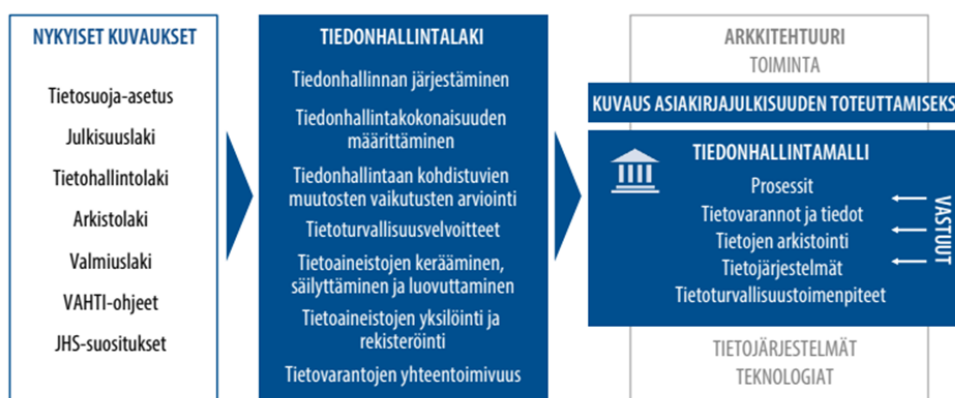 NYKYISET KUVAUKSET
Tietosuoja-asetus
Julkisuuslaki
Tietohallintolaki
Arkistolaki
Valmiuslaki
VAHTI-ohjeet
JHS-suositukset
TIEDONHALLINTALAKI
Tiedonhallinnan järjestäminen
Tiedonhallintakokonaisuuden
määrittäminen
Tiedonhallintaan kohdistuvien
muutosten vaikutusten arviointi
Tietoturvallisuusvelvoitteet
Tietoaineistojen kerääminen,
säilyttäminen ja luovuttaminen
Tietoaineistojen yksilöinti ja
rekisteröinti
Tietovarantojen yhteentoimivuus
ARKKITEHTUURI
TOIMINTA
KUVAUS ASIAKIRJAJULKISUUDEN TOTEUTTAMISEKS
TIEDONHALLINTAMALLI
Prosessit
Tietovarannot ja tiedot
Tietojen arkistointi
Tietojärjestelmät
Tietoturvallisuustoimenpiteet
VASTUUT
TIETOJÄRJESTELMÄT
TEKNOLOGIAT